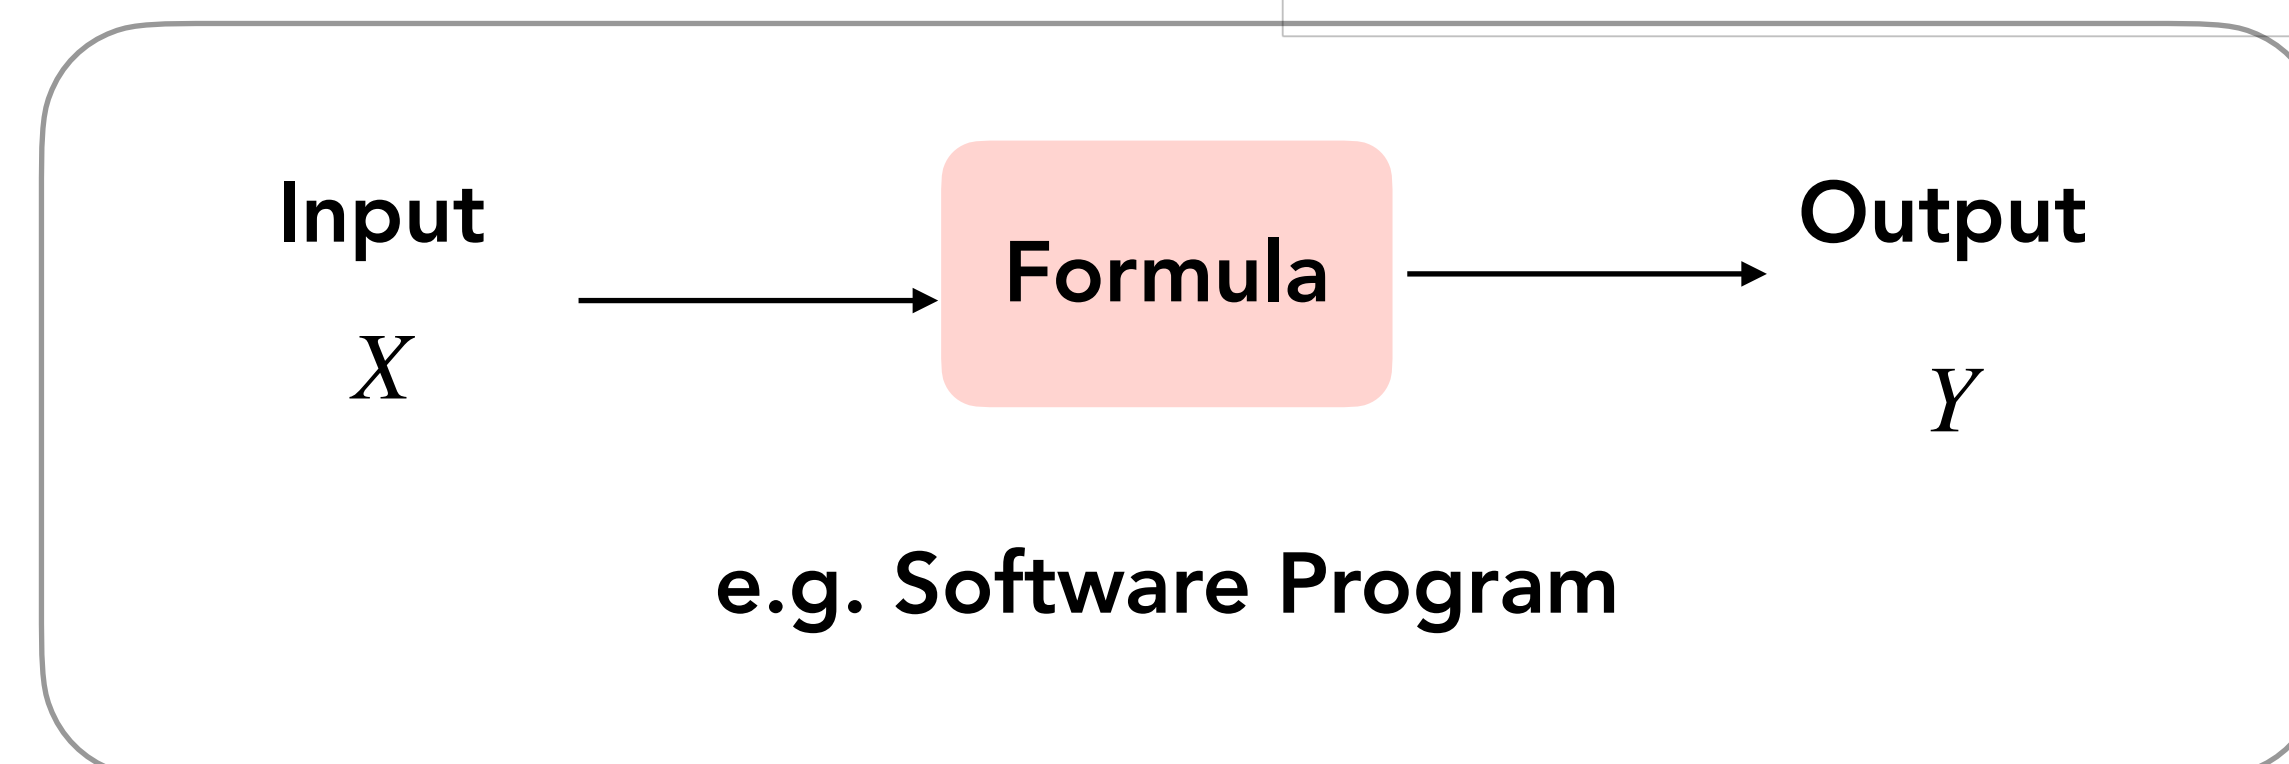 Input
X
Formula
Output
Y
e.g. Software Program